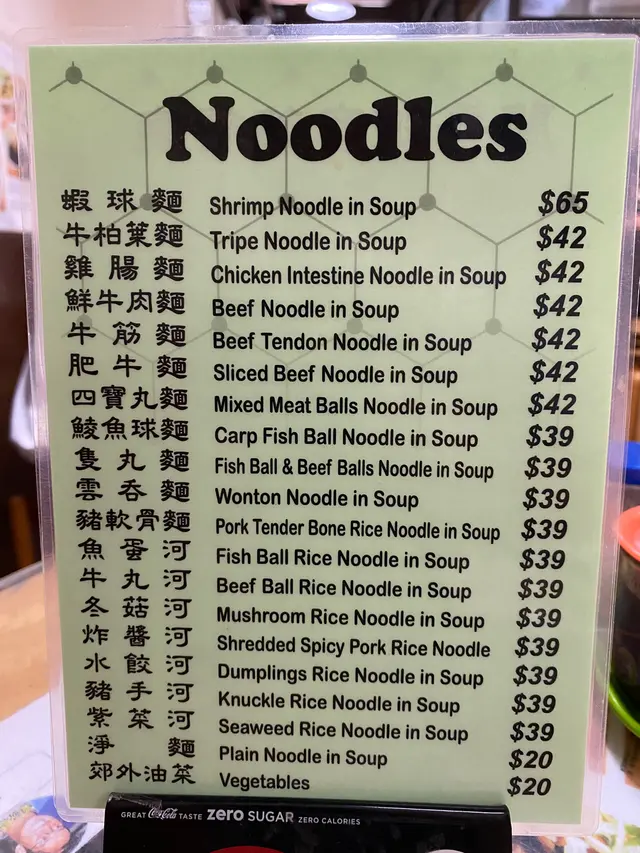 Noodles
蝦球麵 Shrimp Noodle in Soup $65
牛柏葉麵 Tripe Noodle in Soup $42
雞腸麵 Chicken Intestine Noodle in Soup $42
鮮牛肉麵 Beef Noodle in Soup $42
牛筋麵 Beef Tendon Noodle in Soup $42
肥牛麵 Sliced Beef Noodle in Soup $42
四寶丸麵 Mixed Meat Balls Noodle in Soup $42
鯪魚球麵 Carp Fish Ball Noodle in Soup $39
隻丸麵 Fish Ball & Beef Balls Noodle in Soup $39
雲吞麵 Wonton Noodle in Soup $39
豬軟骨麵 Pork Tender Bone Rice Noodle in Soup $39
魚蛋河 Fish Ball Rice Noodle in Soup $39
牛丸河 Beef Ball Rice Noodle in Soup $39
冬菇河 Mushroom Rice Noodle in Soup $39
炸醬河 Shredded Spicy Pork Rice Noodle $39
水餃河 Dumplings Rice Noodle in Soup $39
豬手河 Knuckle Rice Noodle in Soup $39
紫菜河 Seaweed Rice Noodle in Soup $39
淨麵 Plain Noodle in Soup $20
郊外油菜 Vegetables $20
GREAT Coca-Cola TASTE zero SUGAR ZERO CALORIES